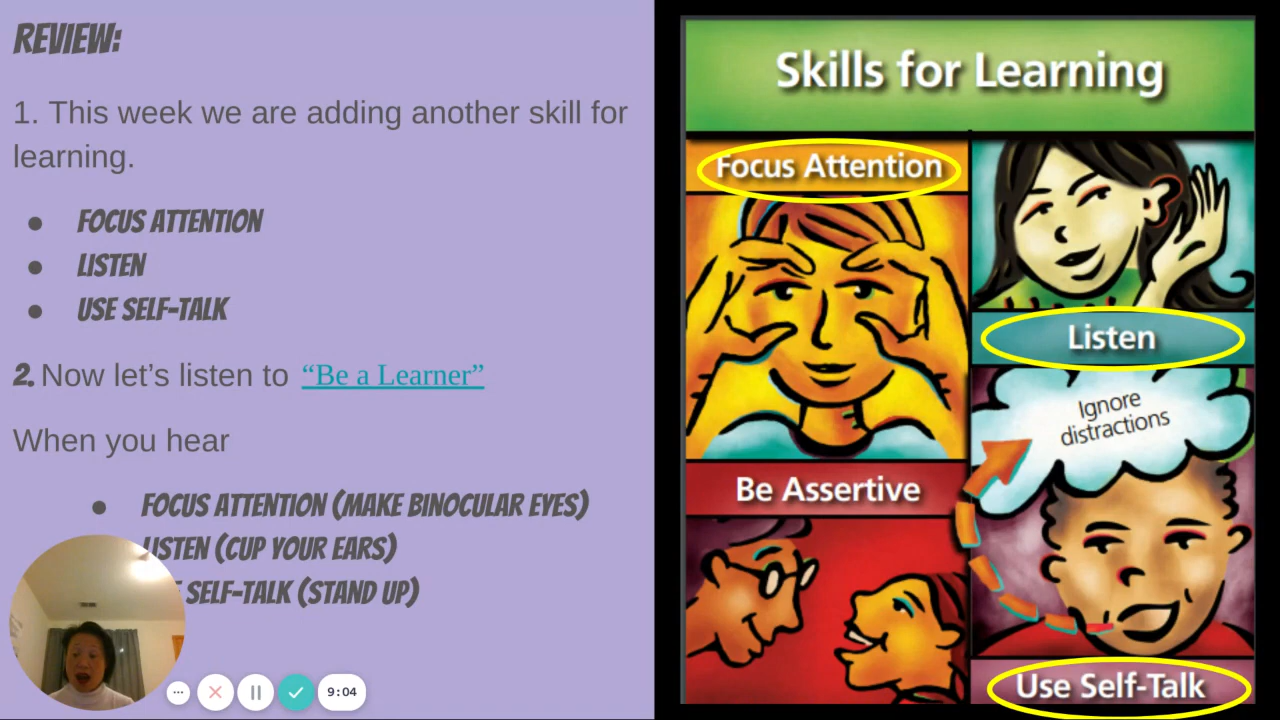 REVIEW:
1. This week we are adding another skill for
learning.
● FOCUS ATTENTION
● LISTEN
● USE SELF-TALK
2. Now let’s listen to “Be a Learner”
When you hear
● FOCUS ATTENTION (MAKE BINOCULAR EYES)
LISTEN (CUP YOUR EARS)
SELF-TALK (STAND UP)
9:04
Skills for Learning
Focus Attention
Listen
Ignore
distractions
Be Assertive
Use Self-Talk